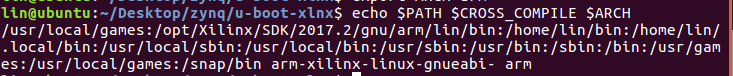 lin@ubuntu:~/Desktop/zynq/u-boot-xlnx$ echo $PATH $CROSS_COMPILE $ARCH
/usr/local/games:/opt/Xilinx/SDK/2017.2/gnu/arm/lin/bin:/home/lin/bin:/home/lin/
.local/bin:/usr/local/sbin:/usr/local/bin:/usr/sbin:/usr/bin:/sbin:/bin:/usr/gam
es:/usr/local/games:/snap/bin arm-xilinx-linux-gnueabi- arm